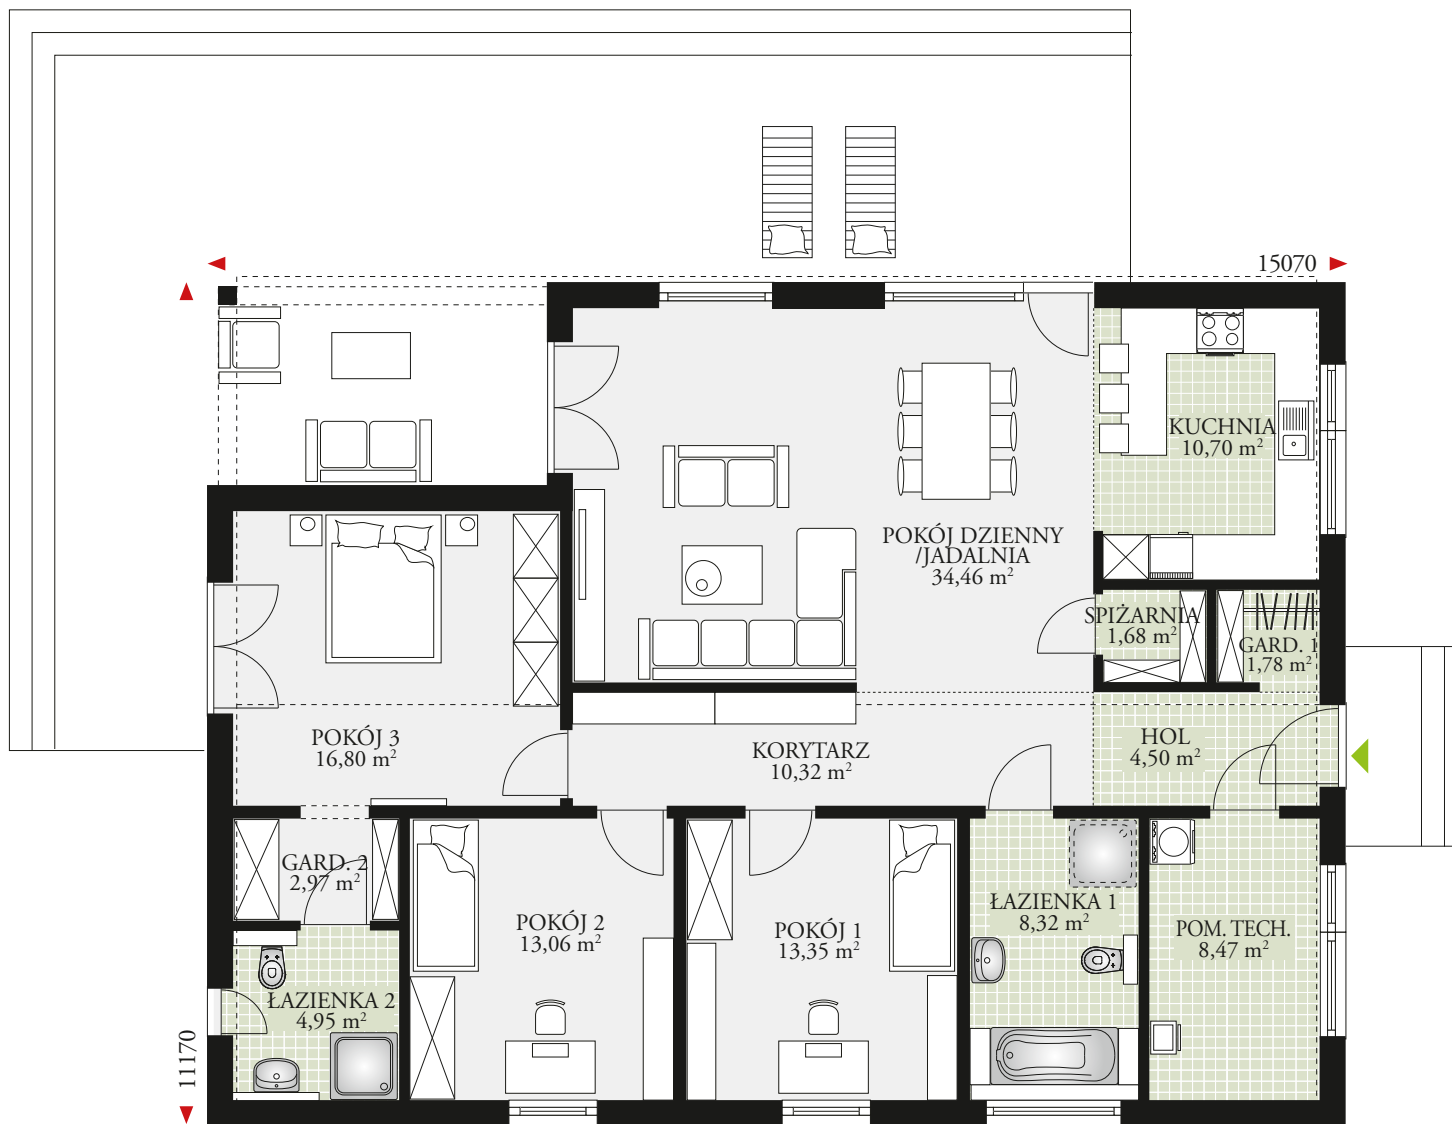 15070
KUCHNIA
10,70 m²
POKÓJ DZIENNY
/JADALNIA
34,46 m²
SPIŻARNIA
1,68 m²
GARD. 1
1,78 m²
POKÓJ 3
16,80 m²
KORYTARZ
10,32 m²
HOL
4,50 m²
GARD. 2
2,97 m²
POKÓJ 2
13,06 m²
POKÓJ 1
13,35 m²
ŁAZIENKA 1
8,32 m²
POM. TECH.
8,47 m²
ŁAZIENKA 2
4,95 m²
11170